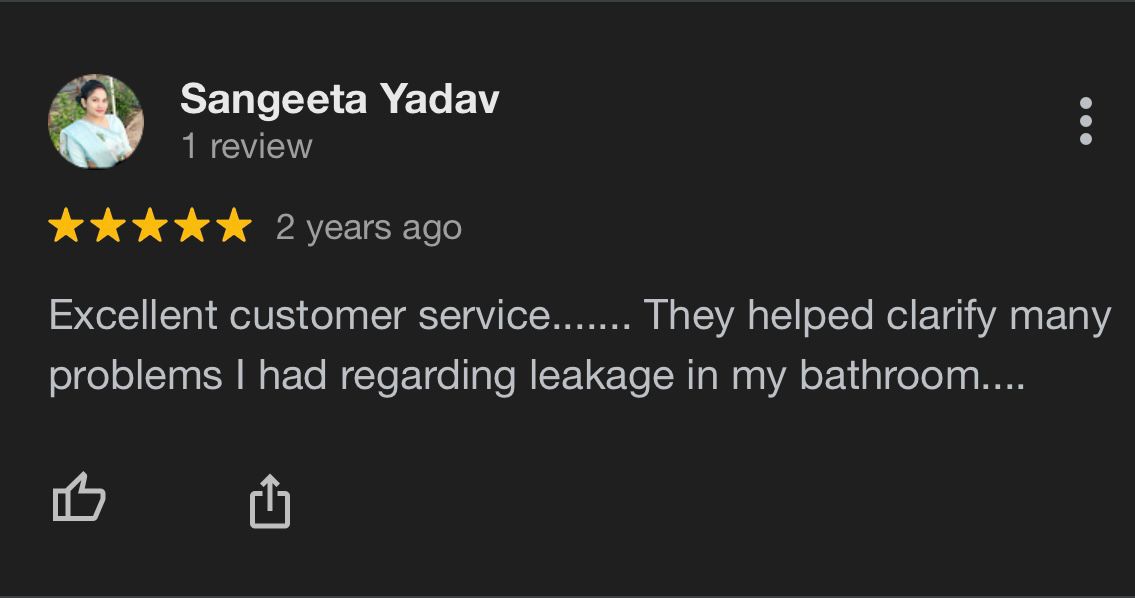 Sangeeta Yadav
1 review
2 years ago
Excellent customer service....... They helped clarify many
problems I had regarding leakage in my bathroom....